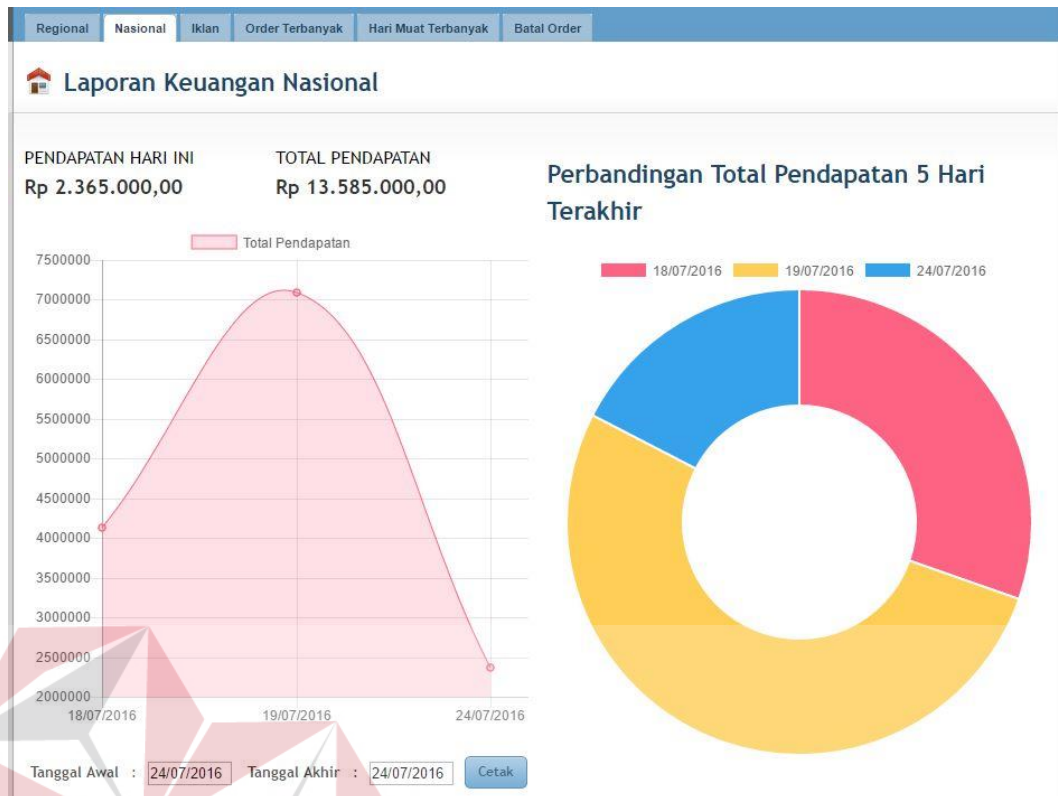 Regional Nasional Iklan Order Terbanyak Hari Muat Terbanyak Batal Order
Laporan Keuangan Nasional
PENDAPATAN HARI INI
Rp 2.365.000,00
TOTAL PENDAPATAN
Rp 13.585.000,00
Total Pendapatan
7500000
7000000
6500000
6000000
5500000
5000000
4500000
4000000
3500000
3000000
2500000
2000000
18/07/2016 19/07/2016 24/07/2016
Perbandingan Total Pendapatan 5 Hari
Terakhir
18/07/2016 19/07/2016 24/07/2016
Tanggal Awal : 24/07/2016 Tanggal Akhir : 24/07/2016 Cetak